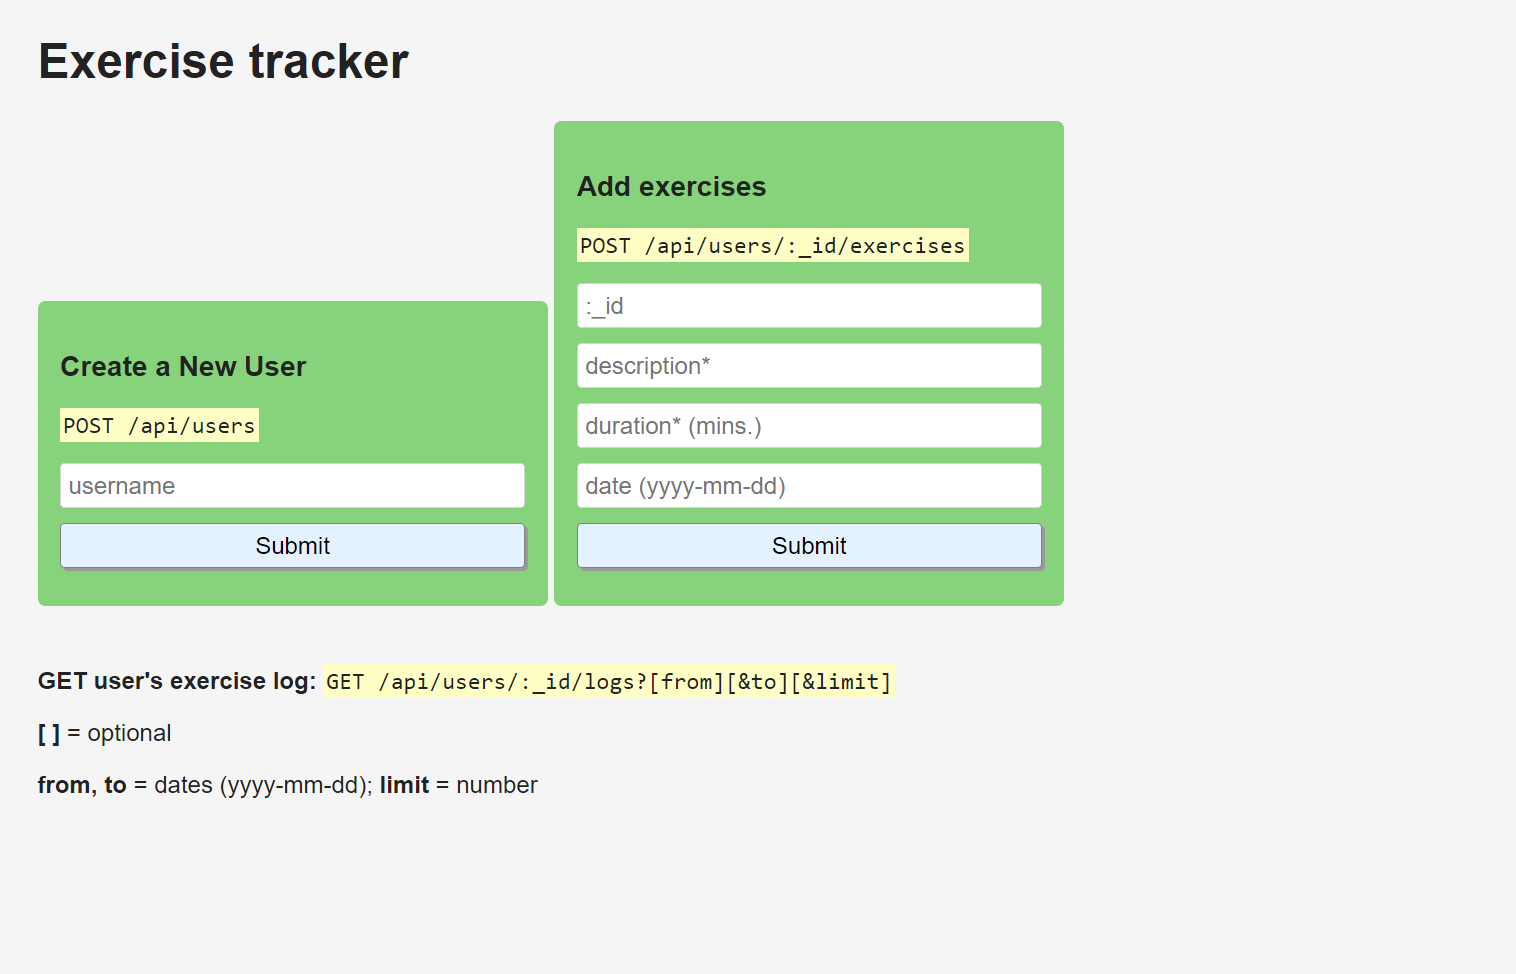 Exercise tracker
Create a New User
POST /api/users
username
Submit
Add exercises
POST /api/users/:_id/exercises
:_id
description*
duration* (mins.)
date (yyyy-mm-dd)
Submit
GET user's exercise log: GET /api/users/:_id/logs?[from][&to][&limit]
[ ] = optional
from, to = dates (yyyy-mm-dd); limit = number